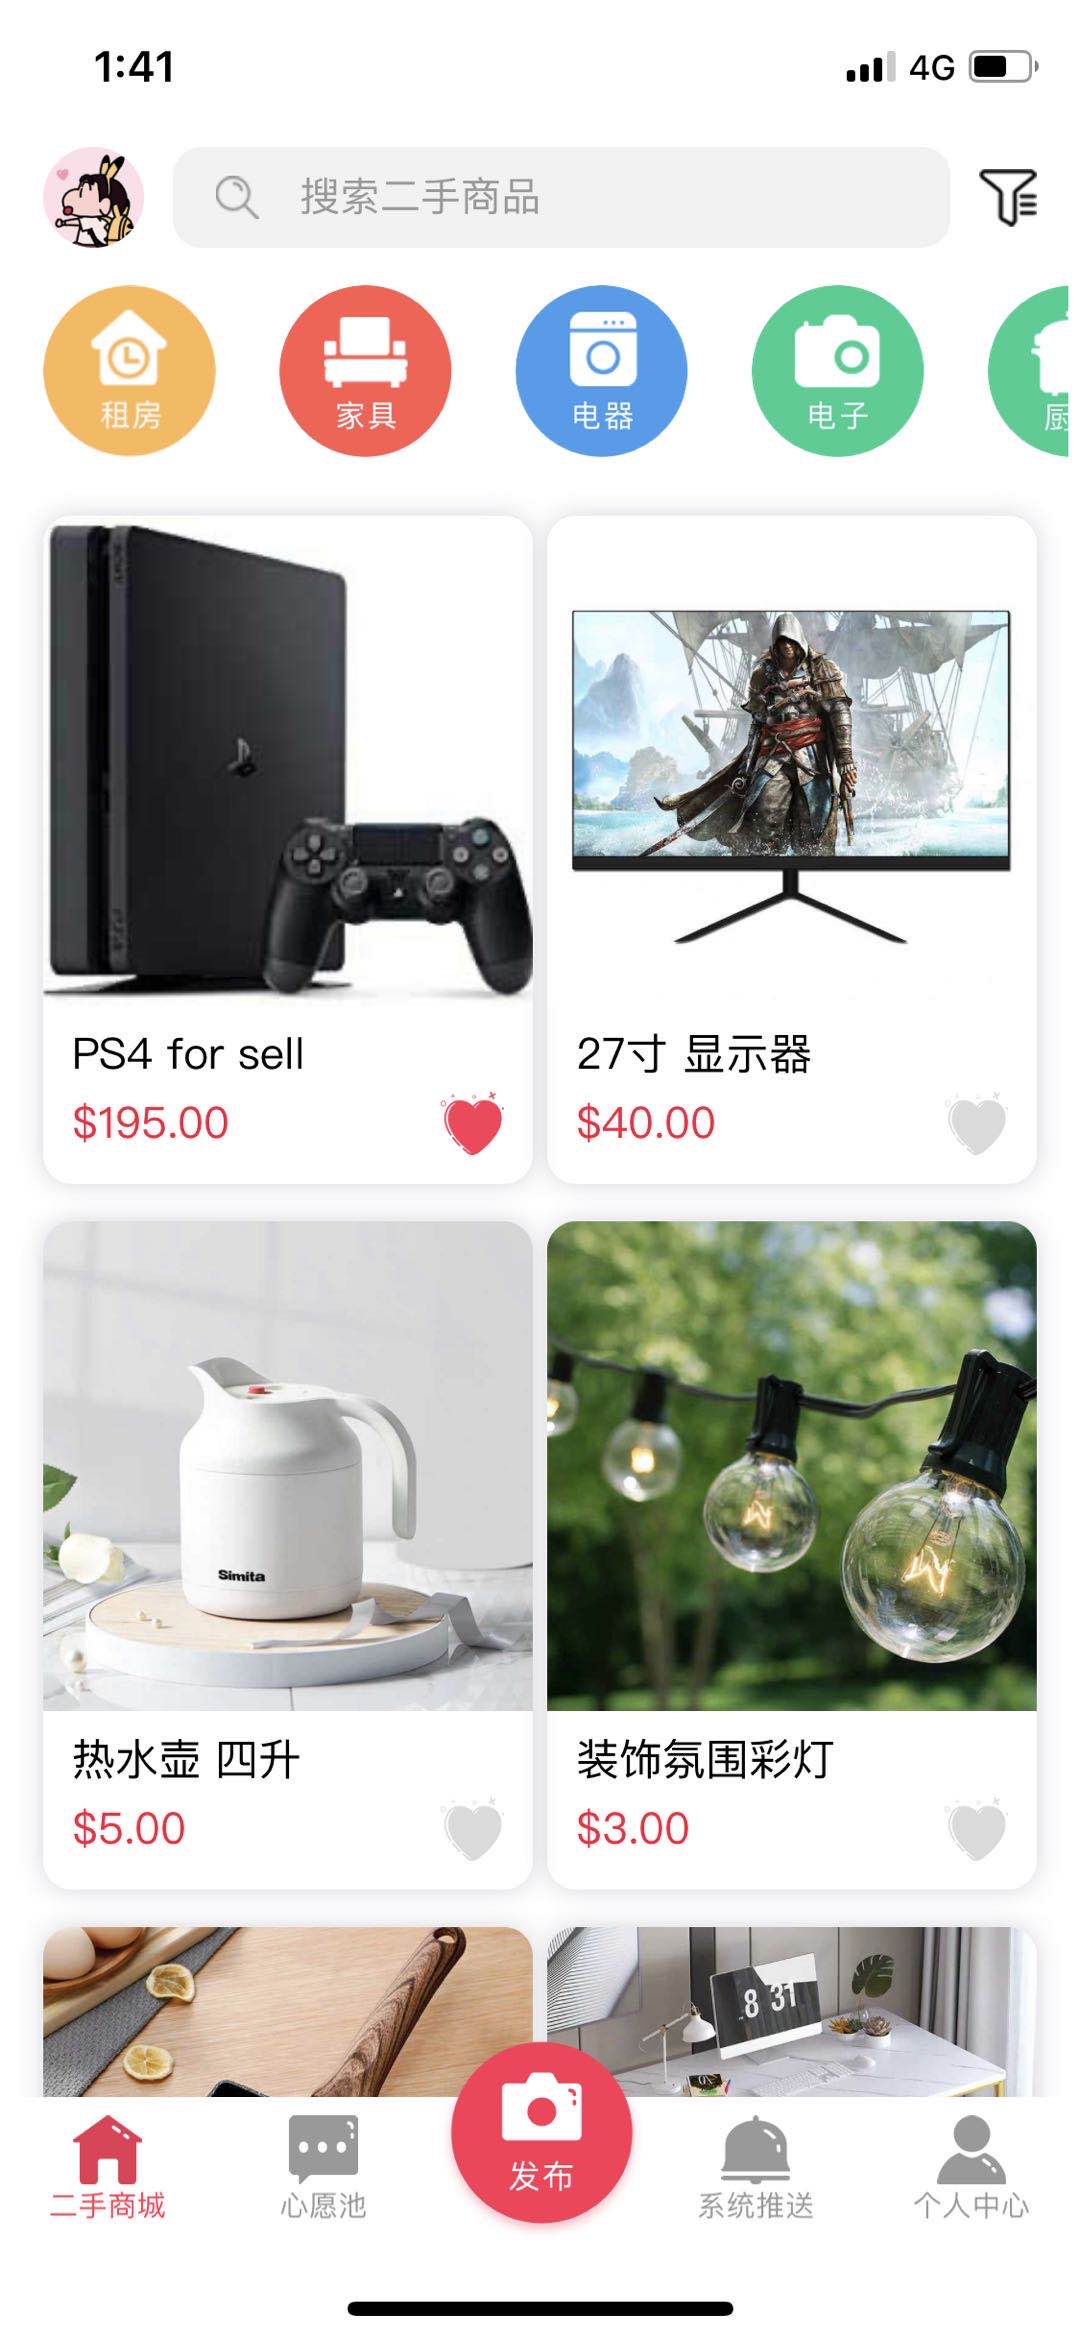 1:41
4G
搜索二手商品
租房
家具
电器
电子
厨
PS4 for sell
$195.00
27寸 显示器
$40.00
Simita
热水壶 四升
$5.00
装饰氛围彩灯
$3.00
8 31
二手商城
心愿池
发布
系统推送
个人中心